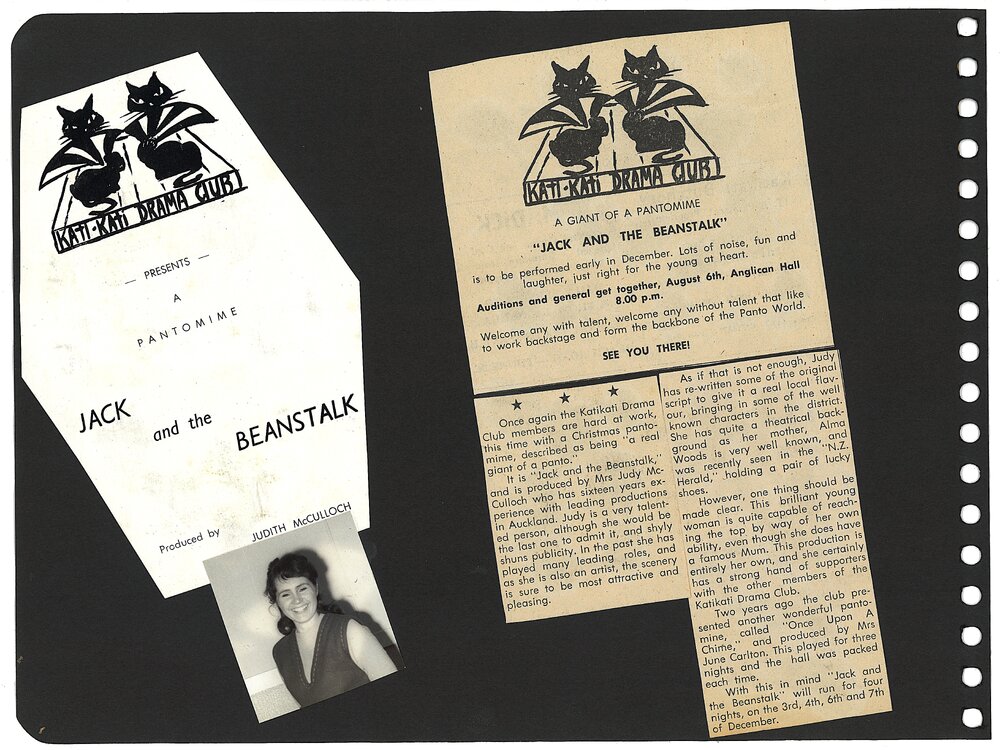 KATI-KATI DRAMA CLUB
— PRESENTS —
A
PANTOMIME
JACK
and the
BEANSTALK
Produced by JUDITH McCULLOCH
KATI-KATI DRAMA CLUB
A GIANT OF A PANTOMIME
"JACK AND THE BEANSTALK"
is to be performed early in December. Lots of noise, fun and
laughter, just right for the young at heart.
Auditions and general get together, August 6th, Anglican Hall
8.00 p.m.
Welcome any with talent, welcome any without talent that like
to work backstage and form the backbone of the Panto World.
SEE YOU THERE!
Once again the Katikati Drama
Club members are hard at work,
this time with a Christmas panto-
mime, described as being "a real
giant of a panto."
It is "Jack and the Beanstalk,"
and is produced by Mrs Judy Mc-
Culloch who has sixteen years ex-
perience with leading productions
in Auckland. Judy is a very talent-
ed person, although she would be
the last one to admit it, and shyly
shuns publicity. In the past she has
played many leading roles, and
as she is also an artist, the scenery
is sure to be most attractive and
pleasing.
As if that is not enough, Judy
has re-written some of the original
script to give it a real local flav-
our, bringing in some of the well
known characters in the district.
She has quite a theatrical back-
ground as her mother, Alma
Woods is very well known, and
was recently seen in the "N.Z.
Herald," holding a pair of lucky
shoes.
However, one thing should be
made clear. This brilliant young
woman is quite capable of reach-
ing the top by way of her own
ability, even though she does have
a famous Mum. This production is
entirely her own, and she certainly
has a strong hand of supporters
with the other members of the
Katikati Drama Club.
Two years ago the club pre-
sented another wonderful panto-
mine, called "Once Upon A
Chime," and produced by Mrs
June Carlton. This played for three
nights and the hall was packed
each time.
With this in mind "Jack and
the Beanstalk" will run for four
nights, on the 3rd, 4th, 6th and 7th
of December.